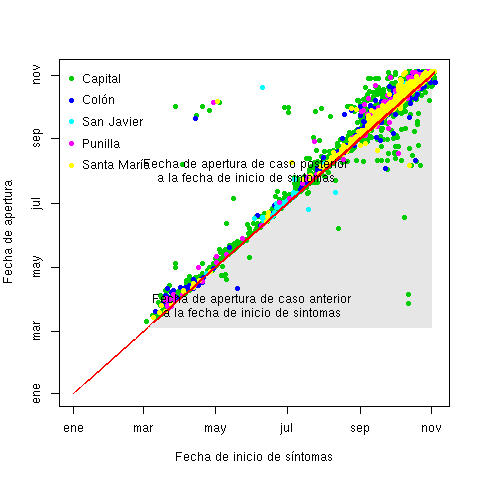 Capital
Colón
San Javier
Punilla
Santa María
Fecha de apertura de caso posterior
a la fecha de inicio de síntomas
Fecha de apertura de caso anterior
a la fecha de inicio de síntomas
Fecha de apertura
nov
sep
jul
may
mar
ene
ene mar may jul sep nov
Fecha de inicio de síntomas